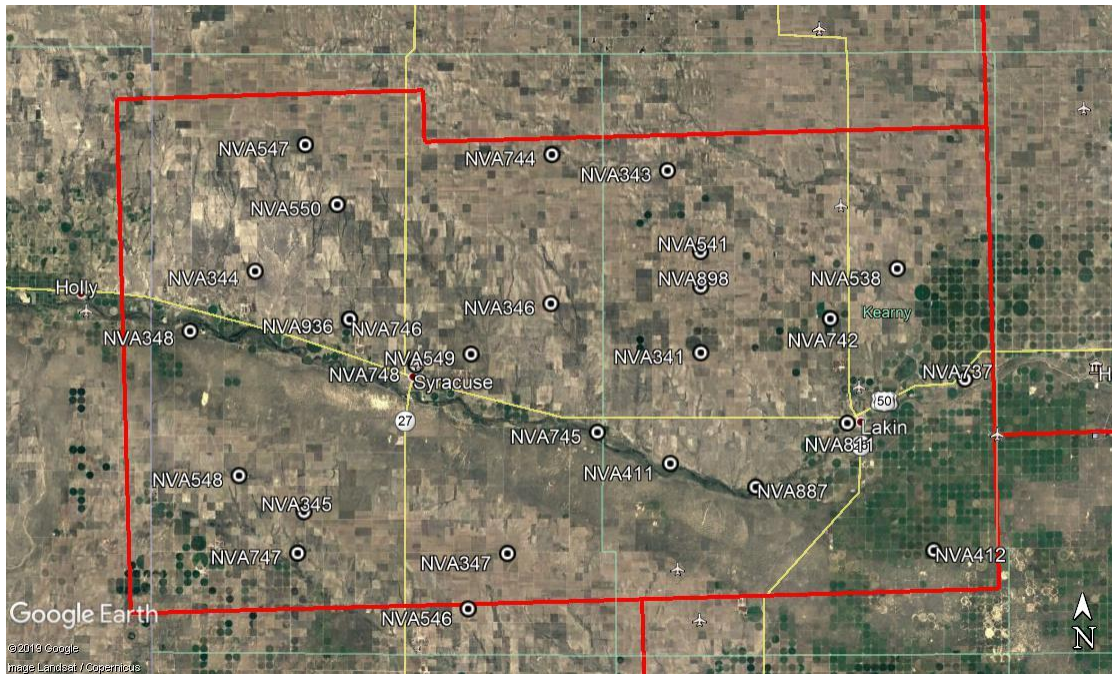 NVA547
NVA744
NVA343
NVA550
NVA541
NVA344
NVA898
NVA538
Holly
NVA346
Kearny
NVA348
NVA936
NVA746
NVA742
NVA549
NVA341
NVA748
Syracuse
NVA737
H
50
27
NVA745
Lakin
NVA811
NVA411
NVA548
NVA887
NVA345
NVA747
NVA347
NVA412
Google Earth
NVA546
©2019 Google
Image Landsat / Copernicus
N